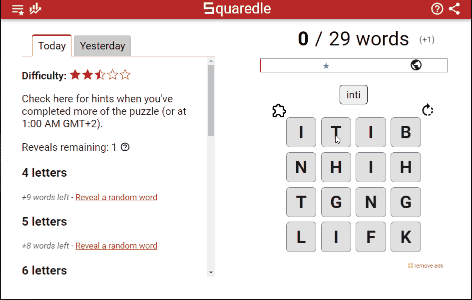 Squaredle
Today
Yesterday
0 / 29 words (+1)
Difficulty:
Check here for hints when you've
completed more of the puzzle (or at
1:00 AM GMT+2).
Reveals remaining: 1
4 letters
+9 words left - Reveal a random word
5 letters
+8 words left - Reveal a random word
6 letters
inti
I T I B
N H I H
T G N G
L I F K
remove ads